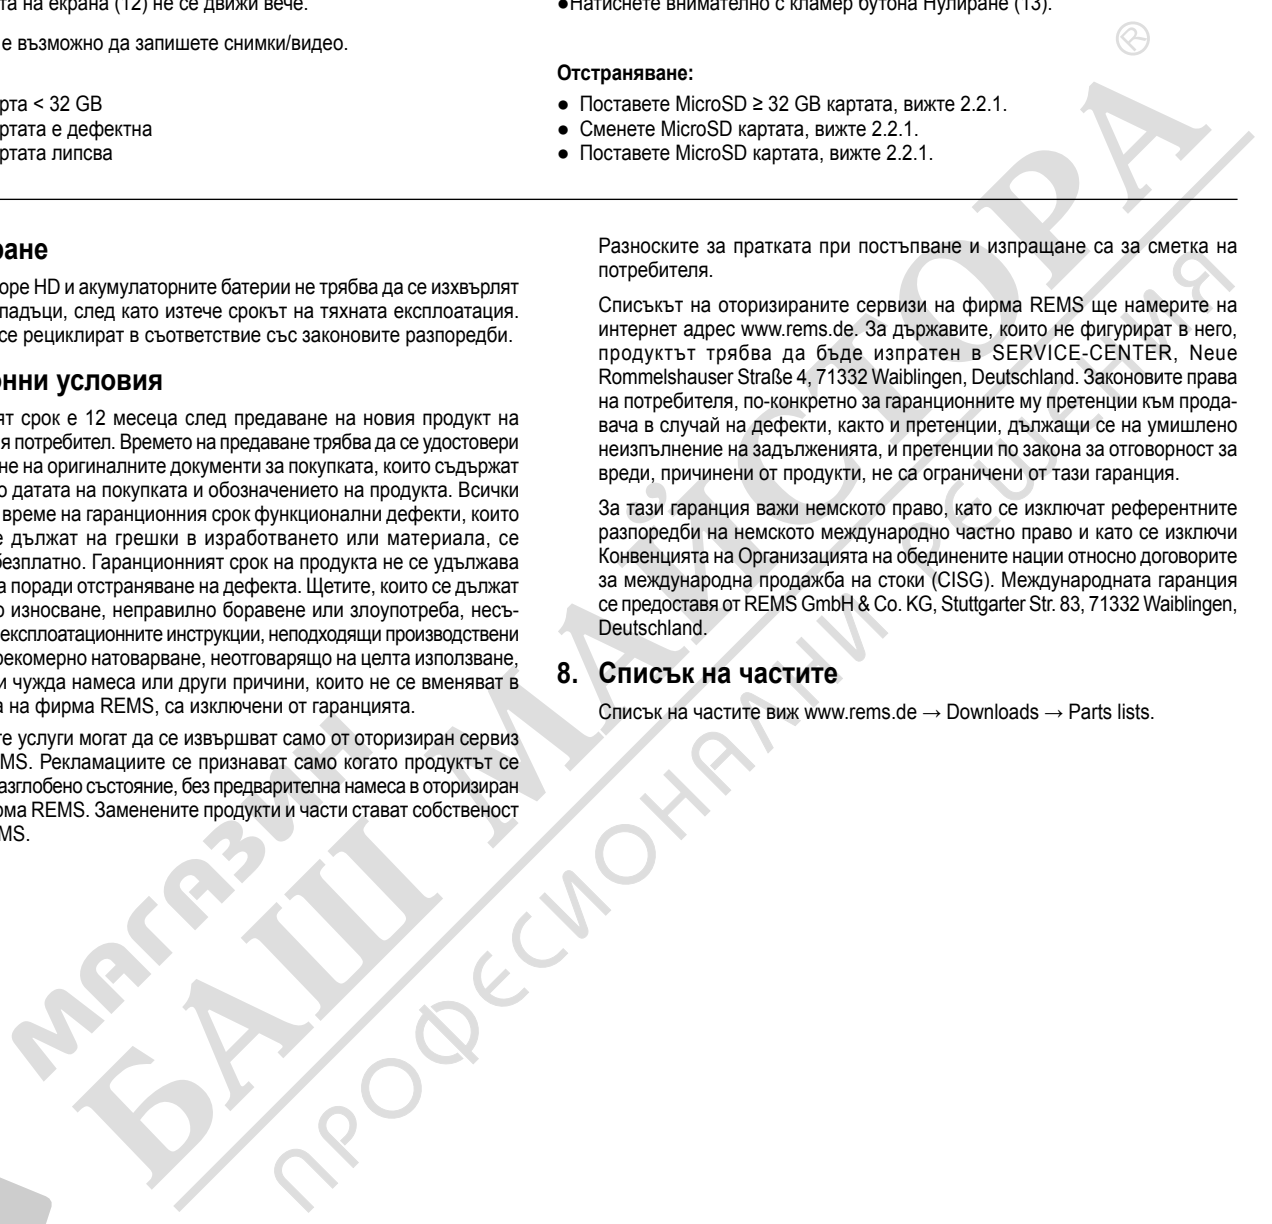 та на екрана (12) не се движи вече.
●Натиснете внимателно с кламер бутона Нулиране (13).
е възможно да запишете снимки/видео.
Отстраняване:
рта < 32 GB
ртата е дефектна
ртата липсва
● Поставете MicroSD ≥ 32 GB картата, вижте 2.2.1.
● Сменете MicroSD картата, вижте 2.2.1.
● Поставете MicroSD картата, вижте 2.2.1.
ране
оре HD и акумулаторните батерии не трябва да се изхвърлят
падъци, след като изтече срокът на тяхната експлоатация.
се рециклират в съответствие със законовите разпоредби.
онни условия
ят срок е 12 месеца след предаване на новия продукт на
я потребител. Времето на предаване трябва да се удостовери
не на оригиналните документи за покупката, които съдържат
о датата на покупката и обозначението на продукта. Всички
време на гаранционния срок функционални дефекти, които
е дължат на грешки в изработването или материала, се
безплатно. Гаранционният срок на продукта не се удължава
а поради отстраняване на дефекта. Щетите, които се дължат
о износване, неправилно боравене или злоупотреба, несъ-
експлоатационните инструкции, неподходящи производствени
рекомерно натоварване, неотговарящо на целта използване,
и чужда намеса или други причини, които не се вменяват в
а на фирма REMS, са изключени от гаранцията.
те услуги могат да се извършват само от оторизиран сервиз
MS. Рекламациите се признават само когато продуктът се
азглобено състояние, без предварителна намеса в оторизиран
ома REMS. Заменените продукти и части стават собственост
MS.
Разноските за пратката при постъпване и изпращане са за сметка на
потребителя.
Списъкът на оторизираните сервизи на фирма REMS ще намерите на
интернет адрес www.rems.de. За държавите, които не фигурират в него,
продуктът трябва да бъде изпратен в SERVICE-CENTER, Neue
Rommelshauser Straße 4, 71332 Waiblingen, Deutschland. Законовите права
на потребителя, по-конкретно за гаранционните му претенции към прода-
вача в случай на дефекти, както и претенции, дължащи се на умишлено
неизпълнение на задълженията, и претенции по закона за отговорност за
вреди, причинени от продукти, не са ограничени от тази гаранция.
За тази гаранция важи немското право, като се изключат референтните
разпоредби на немското международно частно право и като се изключи
Конвенцията на Организацията на обединените нации относно договорите
за международна продажба на стоки (CISG). Международната гаранция
се предоставя от REMS GmbH & Co. KG, Stuttgarter Str. 83, 71332 Waiblingen,
Deutschland.
8. Списък на частите
Списък на частите виж www.rems.de → Downloads → Parts lists.
МАГАЗИН
БАШ МАЙСТОРА ®
ПРОФЕСИОНАЛНИ РЕШЕНИЯ